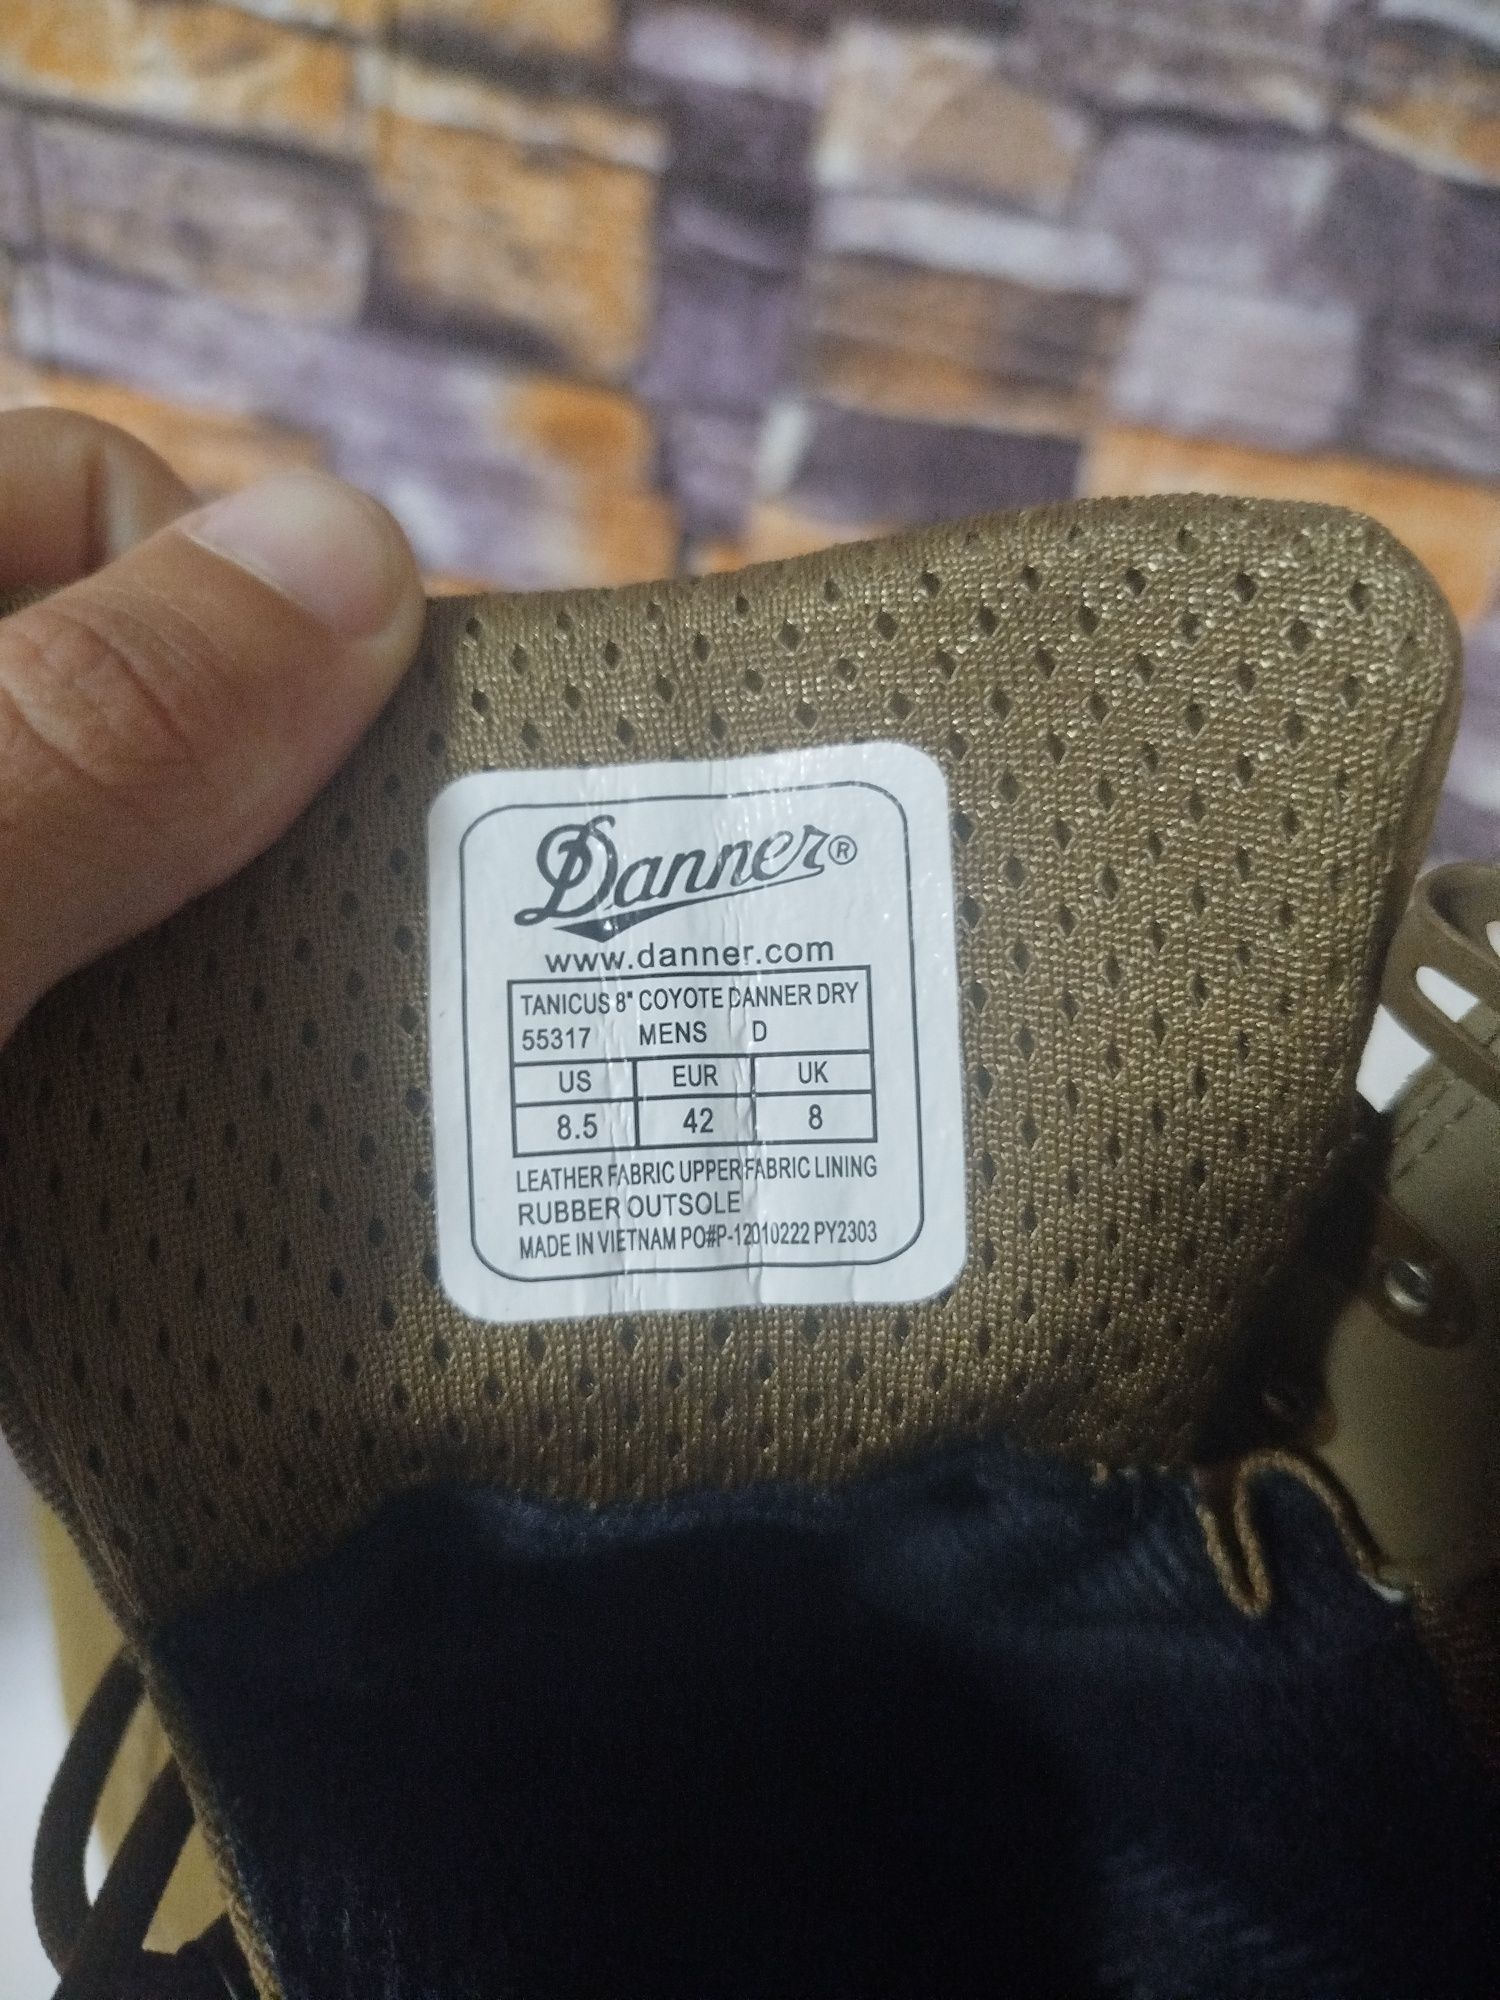 Danner®
www.danner.com
TANICUS 8" COYOTE DANNER DRY
55317 MENS D
US EUR UK
8.5 42 8
LEATHER FABRIC UPPER FABRIC LINING
RUBBER OUTSOLE
MADE IN VIETNAM PO#P-12010222 PY2303